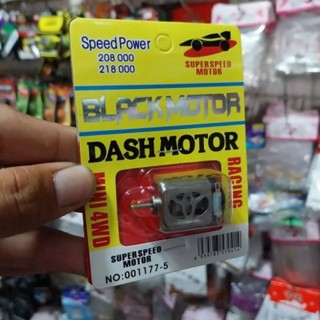 Speed Power
208 000
218 000
SUPERSPEED
MOTOR
BLACK MOTOR
DASH MOTOR
MINI 4WD
RACING
SUPERSPEED
MOTOR
NO:001177-5